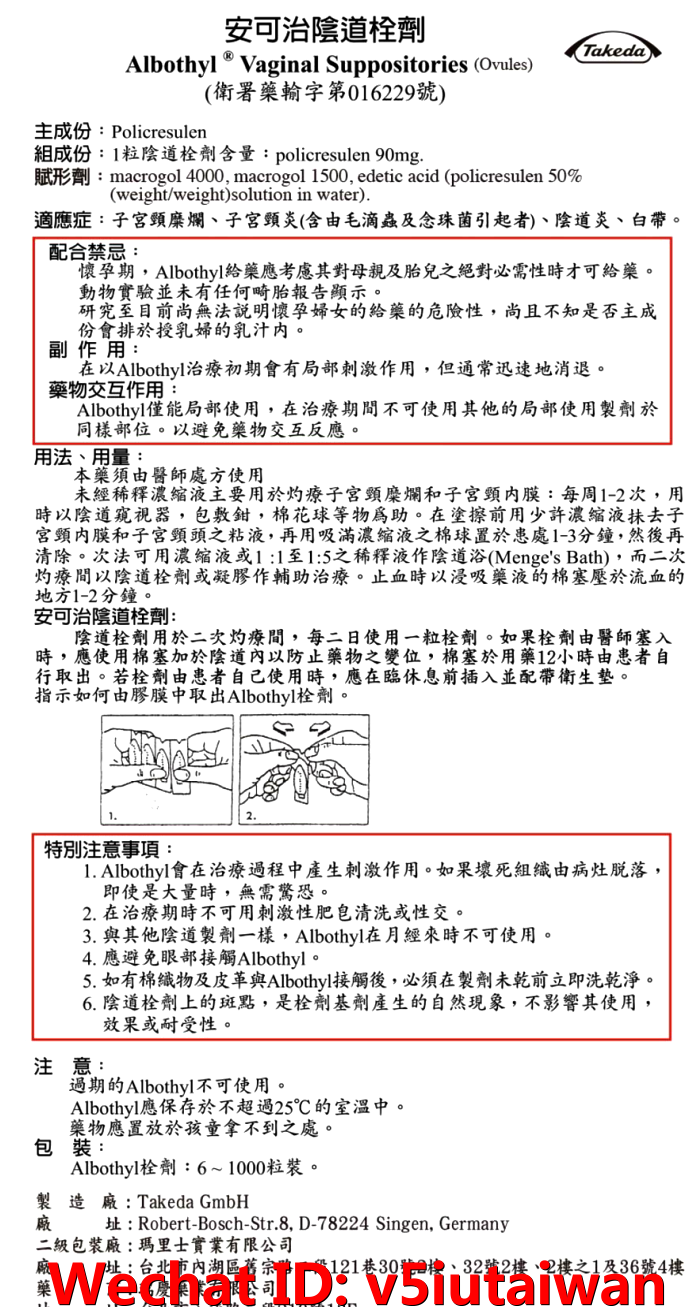 安可治陰道栓劑
Albothyl ® Vaginal Suppositories (Ovules)
Takeda
(衛署藥輸字第016229號)
主成份：Policresulen
組成份：1粒陰道栓劑含量：policresulen 90mg.
賦形劑：macrogol 4000, macrogol 1500, edetic acid (policresulen 50%
(weight/weight)solution in water).
適應症：子宮頸糜爛、子宮頸炎(含由毛滴蟲及念珠菌引起者)、陰道炎、白帶。
配合禁忌：
懷孕期，Albothyl給藥應考慮其對母親及胎兒之絕對必需性時才可給藥。
動物實驗並未有任何畸胎報告顯示。
研究至目前尚無法説明懷孕婦女的給藥的危險性，尚且不知是否主成
份會排於授乳婦的乳汁内。
副 作 用：
在以Albothyl治療初期會有局部刺激作用，但通常迅速地消退。
藥物交互作用：
Albothyl僅能局部使用，在治療期間不可使用其他的局部使用製劑於
同樣部位。以避免藥物交互反應。
用法、用量：
本藥須由醫師處方使用
未經稀釋濃縮液主要用於灼療子宮頸糜爛和子宮頸内膜：每周1-2次，用
時以陰道窺視器，包敷鉗，棉花球等物爲助。在塗擦前用少許濃縮液抹去子
宮頸内膜和子宮頸頭之粘液，再用吸滿濃縮液之棉球置於患處1-3分鐘，然後再
清除。次法可用濃縮液或1:1至1:5之稀釋液作陰道浴(Menge's Bath)，而二次
灼療間以陰道栓劑或凝膠作輔助治療。止血時以浸吸藥液的棉塞壓於流血的
地方1-2分鐘。
安可治陰道栓劑:
陰道栓劑用於二次灼療間，每二日使用一粒栓劑。如果栓劑由醫師塞入
時，應使用棉塞加於陰道內以防止藥物之變位，棉塞於用藥12小時由患者自
行取出。若栓劑由患者自己使用時，應在臨休息前插入並配帶衛生墊。
指示如何由膠膜中取出Albothyl栓劑。
1.
2.
特別注意事項：
1. Albothyl會在治療過程中產生刺激作用。如果壞死組織由病灶脫落，
即使是大量時，無需驚恐。
2. 在治療期時不可用刺激性肥皂清洗或性交。
3. 與其他陰道製劑一樣，Albothyl在月經來時不可使用。
4. 應避免眼部接觸Albothyl。
5. 如有棉織物及皮革與Albothyl接觸後，必須在製劑未乾前立即洗乾淨。
6. 陰道栓劑上的斑點，是栓劑基劑產生的自然現象，不影響其使用，
效果或耐受性。
注 意：
過期的Albothyl不可使用。
Albothyl應保存於不超過25℃的室溫中。
藥物應置放於孩童拿不到之處。
包 裝：
Albothyl栓劑：6～1000粒裝。
製 造 廠：Takeda GmbH
廠 址：Robert-Bosch-Str.8, D-78224 Singen, Germany
二級包裝廠：瑪里士實業有限公司
廠 址：台北市內湖區舊宗路 段121巷30號2樓、32號2樓、2樓之1及36號4樓
Wechat ID: v5iutaiwan